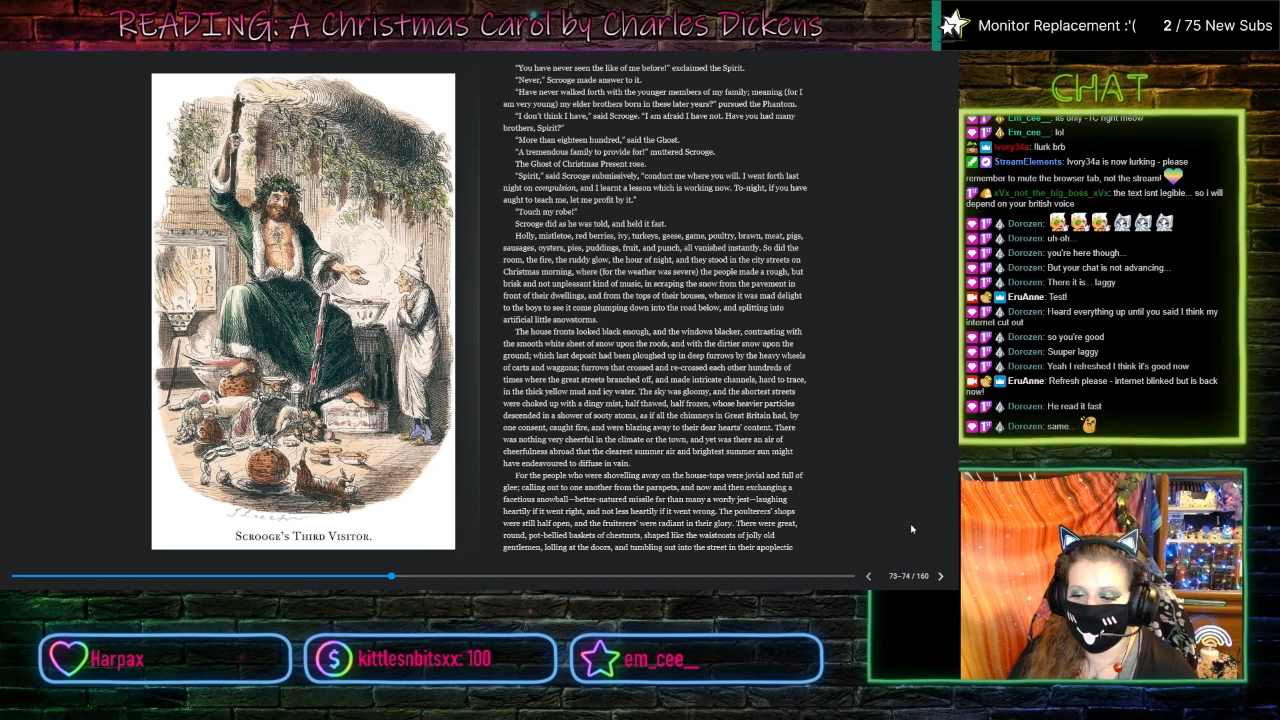 READING: A Christmas Carol by Charles Dickens
Monitor Replacement :'(
2 / 75 New Subs
SCROOGE'S THIRD VISITOR.
"You have never seen the like of me before!" exclaimed the Spirit.
"Never," Scrooge made answer to it.
"Have never walked forth with the younger members of my family; meaning (for I
am very young) my elder brothers born in these later years?" pursued the Phantom.
"I don't think I have," said Scrooge. "I am afraid I have not. Have you had many
brothers, Spirit?"
"More than eighteen hundred," said the Ghost.
"A tremendous family to provide for!" muttered Scrooge.
The Ghost of Christmas Present rose.
"Spirit," said Scrooge submissively, "conduct me where you will. I went forth last
night on compulsion, and I learnt a lesson which is working now. To-night, if you have
aught to teach me, let me profit by it."
"Touch my robe!"
Scrooge did as he was told, and held it fast.
Holly, mistletoe, red berries, ivy, turkeys, geese, game, poultry, brawn, meat, pigs,
sausages, oysters, pies, puddings, fruit, and punch, all vanished instantly. So did the
room, the fire, the ruddy glow, the hour of night, and they stood in the city streets on
Christmas morning, where (for the weather was severe) the people made a rough, but
brisk and not unpleasant kind of music, in scraping the snow from the pavement in
front of their dwellings, and from the tops of their houses, whence it was mad delight
to the boys to see it come plumping down into the road below, and splitting into
artificial little snowstorms.
The house fronts looked black enough, and the windows blacker, contrasting with
the smooth white sheet of snow upon the roofs, and with the dirtier snow upon the
ground; which last deposit had been ploughed up in deep furrows by the heavy wheels
of carts and waggons; furrows that crossed and re-crossed each other hundreds of
times where the great streets branched off, and made intricate channels, hard to trace,
in the thick yellow mud and icy water. The sky was gloomy, and the shortest streets
were choked up with a dingy mist, half thawed, half frozen, whose heavier particles
descended in a shower of sooty atoms, as if all the chimneys in Great Britain had, by
one consent, caught fire, and were blazing away to their dear hearts' content. There
was nothing very cheerful in the climate or the town, and yet was there an air of
cheerfulness abroad that the clearest summer air and brightest summer sun might
have endeavoured to diffuse in vain.
For the people who were shovelling away on the house-tops were jovial and full of
glee; calling out to one another from the parapets, and now and then exchanging a
facetious snowball—better-natured missile far than many a wordy jest—laughing
heartily if it went right, and not less heartily if it went wrong. The poulterers' shops
were still half open, and the fruiterers' were radiant in their glory. There were great,
round, pot-bellied baskets of chestnuts, shaped like the waistcoats of jolly old
gentlemen, lolling at the doors, and tumbling out into the street in their apoplectic
73–74 / 160
CHAT
Em_cee__: its only -1C right meow
Em_cee__: lol
Ivory34a: !lurk brb
StreamElements: Ivory34a is now lurking - please
remember to mute the browser tab, not the stream!
xVx_not_the_big_boss_xVx: the text isnt legible... so i will
depend on your british voice
Dorozen:
Dorozen: uh-oh...
Dorozen: you're here though...
Dorozen: But your chat is not advancing...
Dorozen: There it is... laggy
EruAnne: Test!
Dorozen: Heard everything up until you said I think my
internet cut out
Dorozen: so you're good
Dorozen: Suuper laggy
Dorozen: Yeah I refreshed I think it's good now
EruAnne: Refresh please - internet blinked but is back
now!
Dorozen: He read it fast
Dorozen: same...
Harpax
kittlesnbitsxx: 100
em_cee__